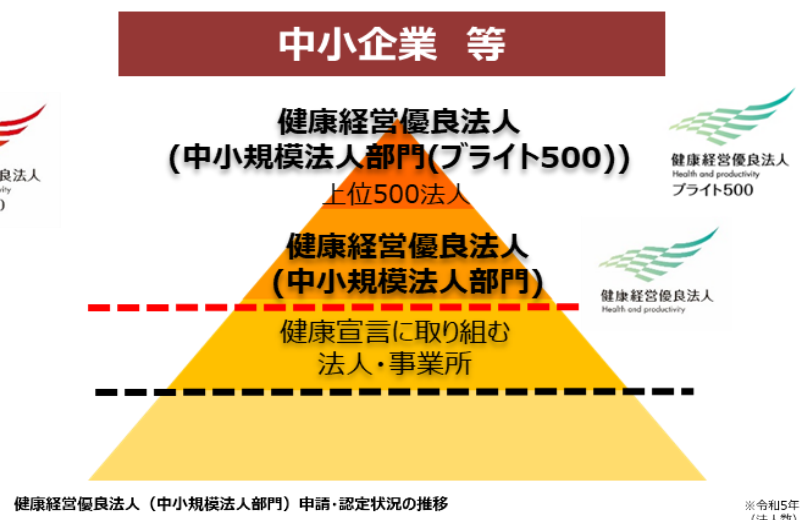 中小企業 等
健康経営優良法人
(中小規模法人部門(ブライト500))
上位500法人
良法人
健康経営優良法人
Health and productivity
ブライト500
健康経営優良法人
(中小規模法人部門)
健康経営優良法人
Health and productivity
健康宣言に取り組む
法人・事業所
健康経営優良法人（中小規模法人部門）申請・認定状況の推移
※令和5年
（法人数）